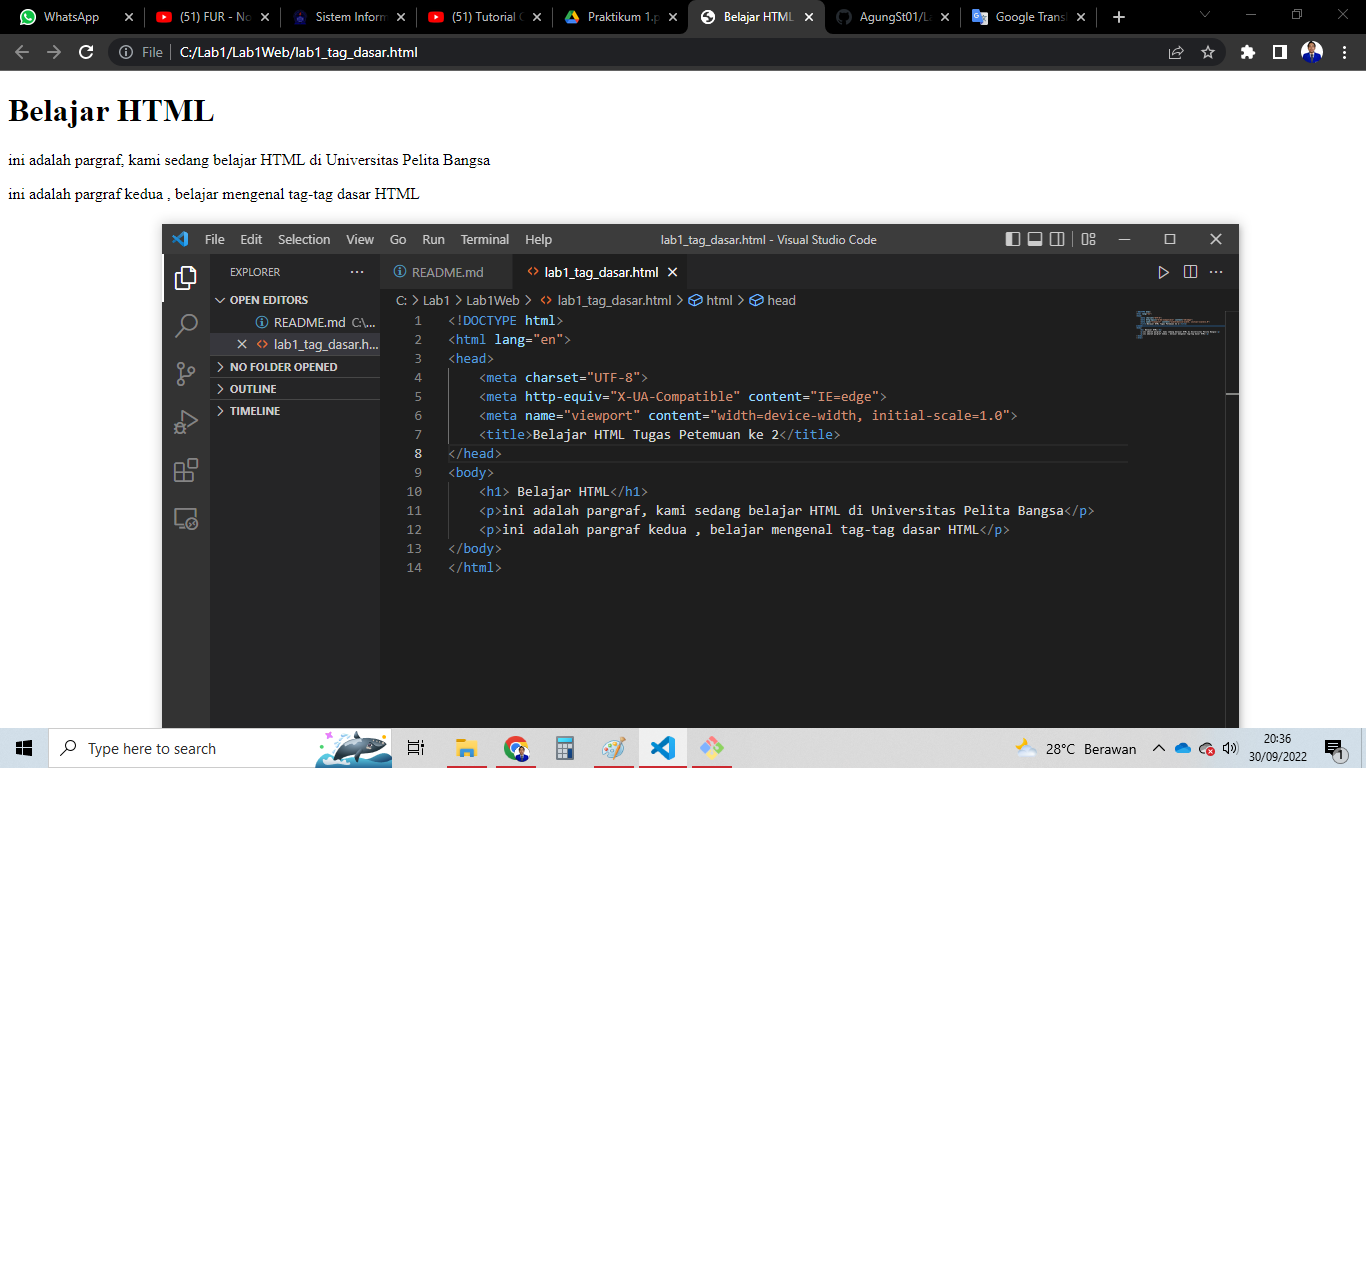 WhatsApp
(51) FUR - No
Sistem Inform
(51) Tutorial
Praktikum 1.p
Belajar HTML
AgungSt01/L
Google Trans
File C:/Lab1/Lab1Web/lab1_tag_dasar.html
Belajar HTML
ini adalah pargraf, kami sedang belajar HTML di Universitas Pelita Bangsa
ini adalah pargraf kedua , belajar mengenal tag-tag dasar HTML
File Edit Selection View Go Run Terminal Help
lab1_tag_dasar.html - Visual Studio Code
EXPLORER
OPEN EDITORS
README.md C:\...
lab1_tag_dasar.h...
NO FOLDER OPENED
OUTLINE
TIMELINE
README.md
lab1_tag_dasar.html
C: > Lab1 > Lab1Web > lab1_tag_dasar.html > html > head
1 <!DOCTYPE html>
2 <html lang="en">
3 <head>
4 <meta charset="UTF-8">
5 <meta http-equiv="X-UA-Compatible" content="IE=edge">
6 <meta name="viewport" content="width=device-width, initial-scale=1.0">
7 <title>Belajar HTML Tugas Petemuan ke 2</title>
8 </head>
9 <body>
10 <h1> Belajar HTML</h1>
11 <p>ini adalah pargraf, kami sedang belajar HTML di Universitas Pelita Bangsa</p>
12 <p>ini adalah pargraf kedua , belajar mengenal tag-tag dasar HTML</p>
13 </body>
14 </html>
Type here to search
28°C Berawan
20:36
30/09/2022
1